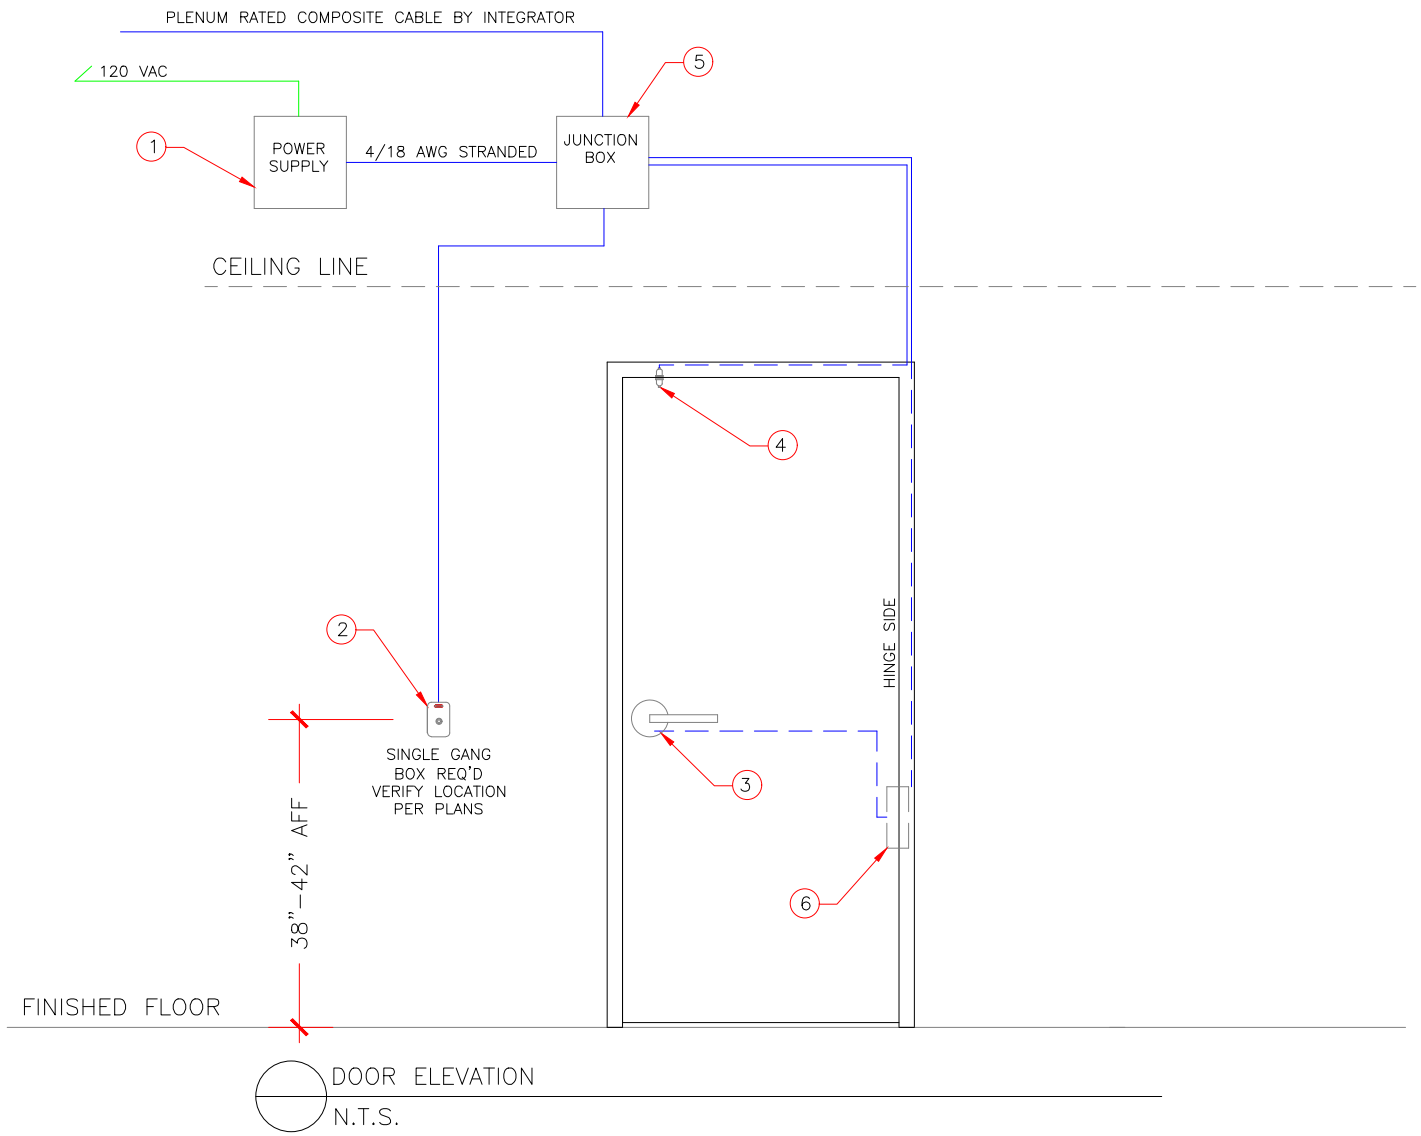 PLENUM RATED COMPOSITE CABLE BY INTEGRATOR
120 VAC
5
1
POWER
SUPPLY
4/18 AWG STRANDED
JUNCTION
BOX
CEILING LINE
4
HINGE SIDE
2
SINGLE GANG
BOX REQ'D
VERIFY LOCATION
PER PLANS
3
38"-42" AFF
6
FINISHED FLOOR
DOOR ELEVATION
N.T.S.